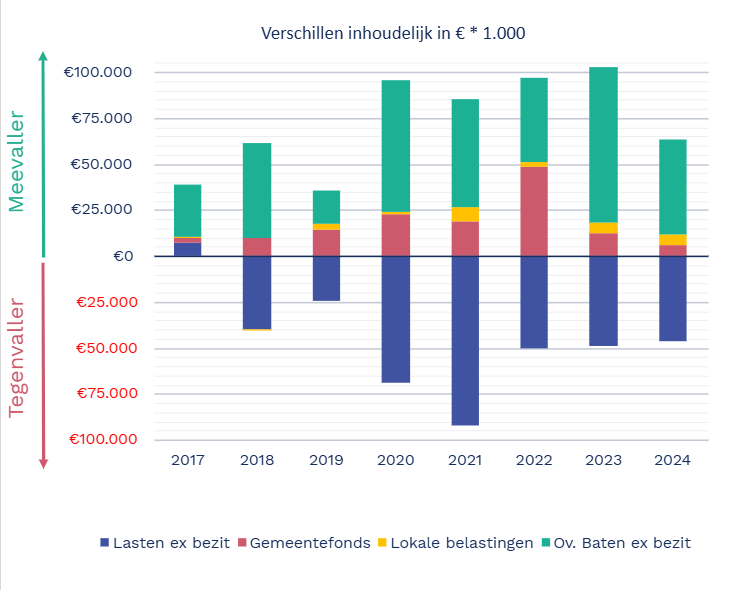 Verschillen inhoudelijk in € * 1.000
Meevaller
Tegenvaller
€100.000
€75.000
€50.000
€25.000
€0
€25.000
€50.000
€75.000
€100.000
2017 2018 2019 2020 2021 2022 2023 2024
Lasten ex bezit Gemeentefonds Lokale belastingen Ov. Baten ex bezit